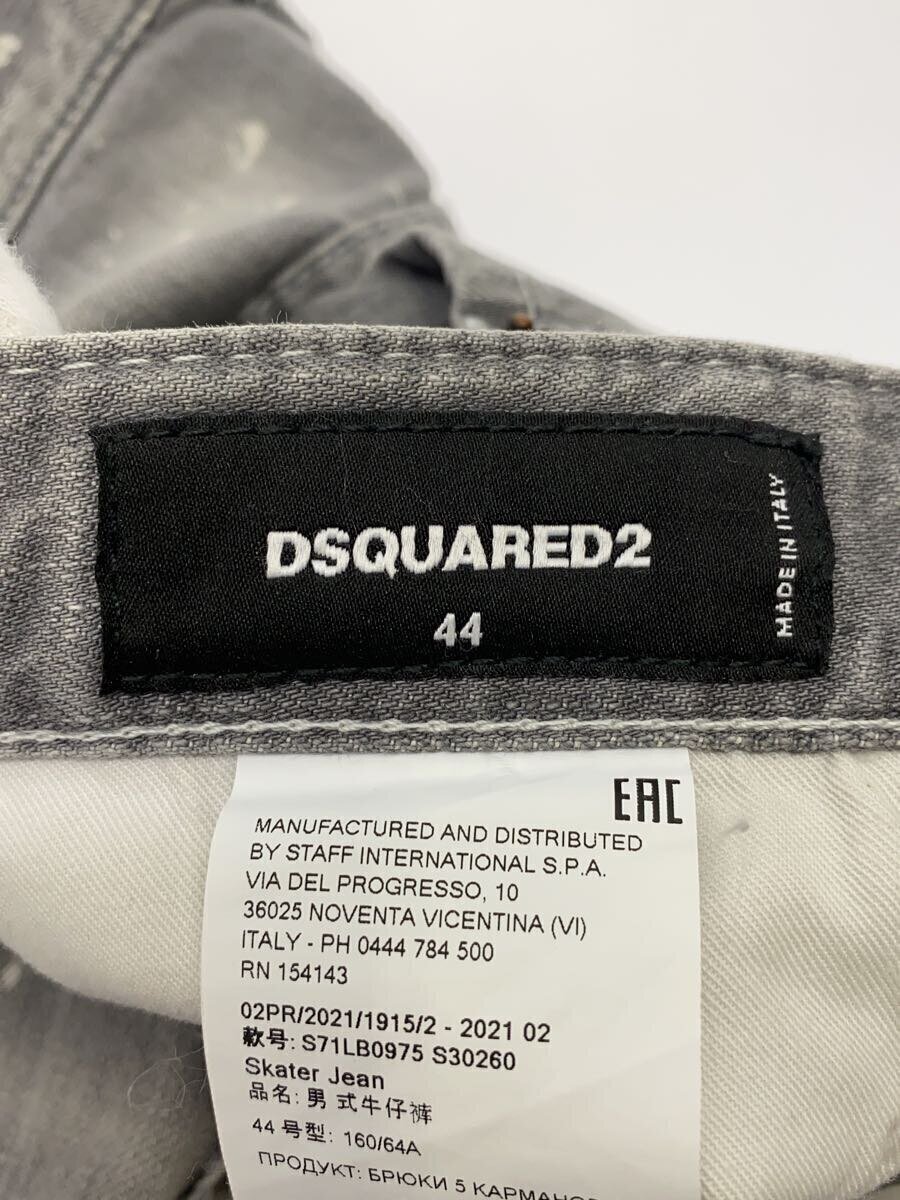 DSQUARED2
44
MADE IN ITALY
EAC
MANUFACTURED AND DISTRIBUTED
BY STAFF INTERNATIONAL S.P.A.
VIA DEL PROGRESSO, 10
36025 NOVENTA VICENTINA (VI)
ITALY - PH 0444 784 500
RN 154143
02PR/2021/1915/2 - 2021 02
款号: S71LB0975 S30260
Skater Jean
品名: 男 式牛仔裤
44 号型: 160/64A
ПРОДУКТ: БРЮКИ 5 КАРМАНОВ